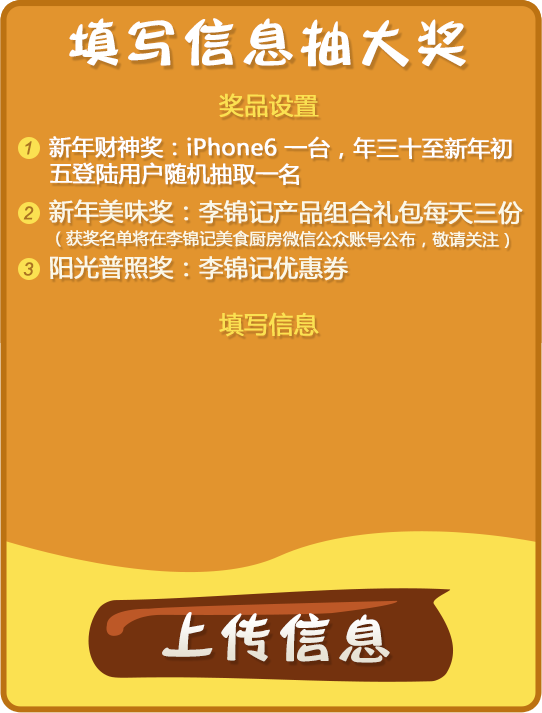 填写信息抽大奖
奖品设置
1 新年财神奖：iPhone6 一台，年三十至新年初
五登陆用户随机抽取一名
2 新年美味奖：李锦记产品组合礼包每天三份
（获奖名单将在李锦记美食厨房微信公众账号公布，敬请关注）
3 阳光普照奖：李锦记优惠券
填写信息
上传信息